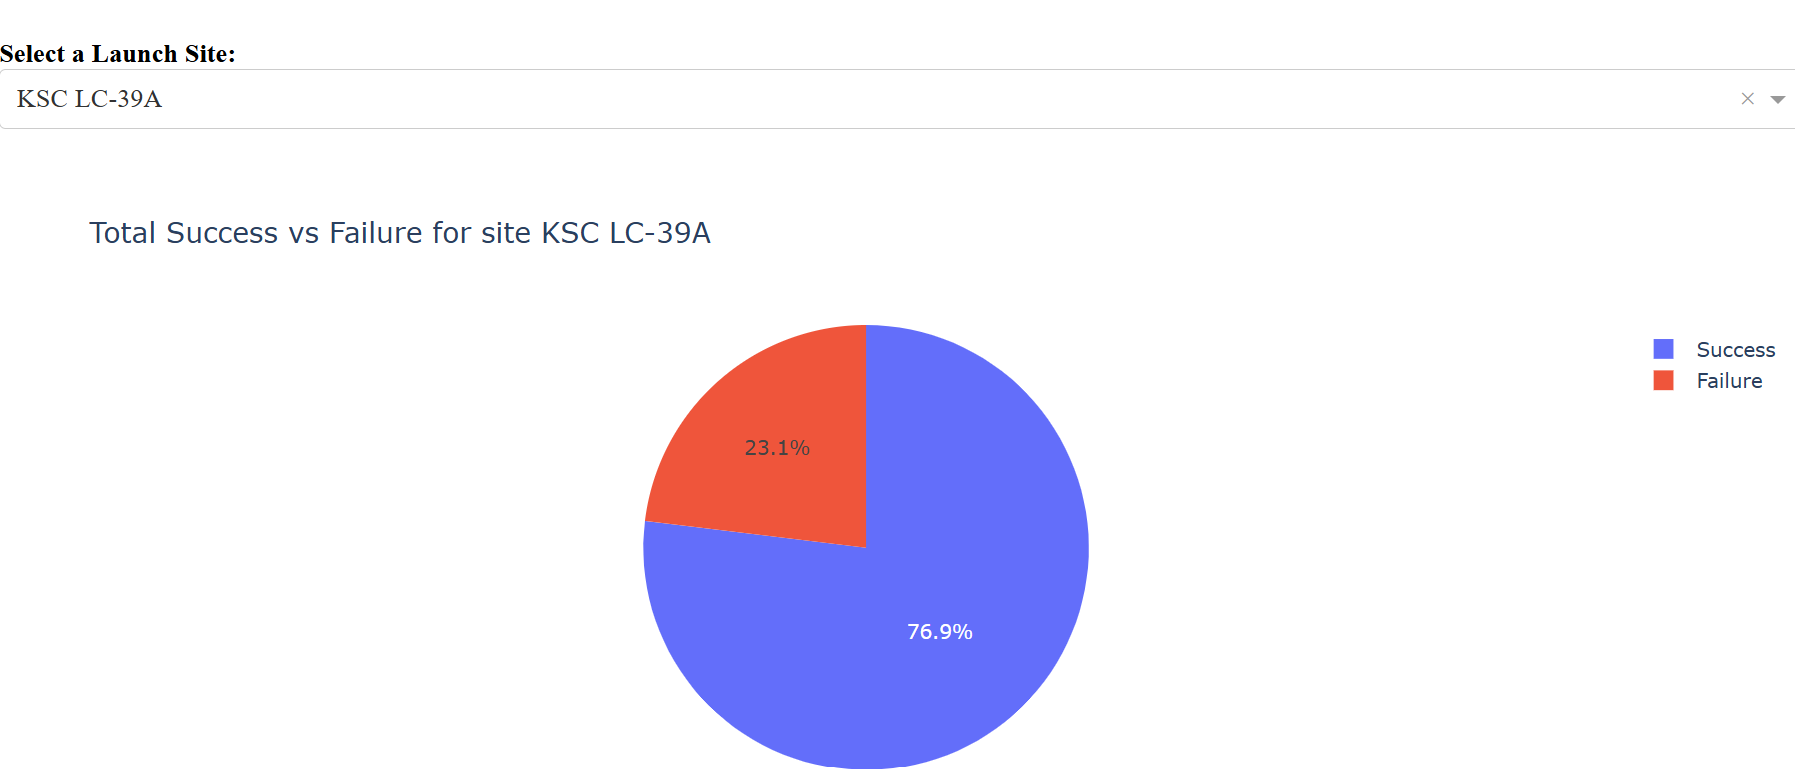 Select a Launch Site:
KSC LC-39A
Total Success vs Failure for site KSC LC-39A
Success
Failure
23.1%
76.9%